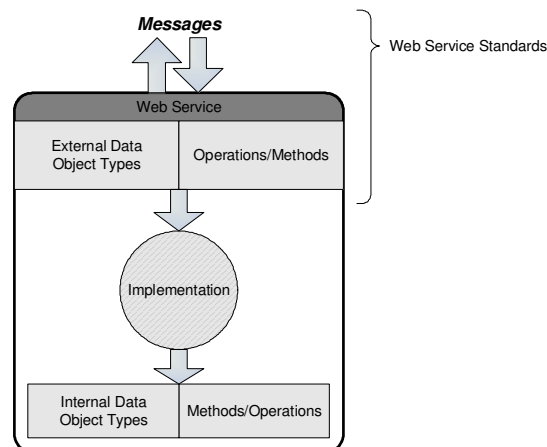 Messages
Web Service Standards
Web Service
External Data
Object Types
Operations/Methods
Implementation
Internal Data
Object Types
Methods/Operations